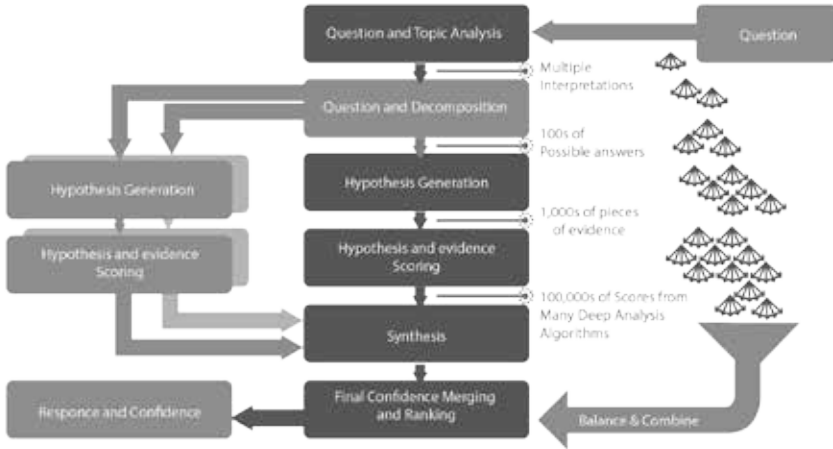 Question and Topic Analysis
Question
Multiple
Interpretations
Question and Decomposition
100s of
Possible answers
Hypothesis Generation
Hypothesis Generation
1,000s of pieces
of evidence
Hypothesis and evidence
Scoring
Hypothesis and evidence
Scoring
100,000s of Scores from
Many Deep Analysis
Algorithms
Synthesis
Responce and Confidence
Final Confidence Merging
and Ranking
Balance & Combine